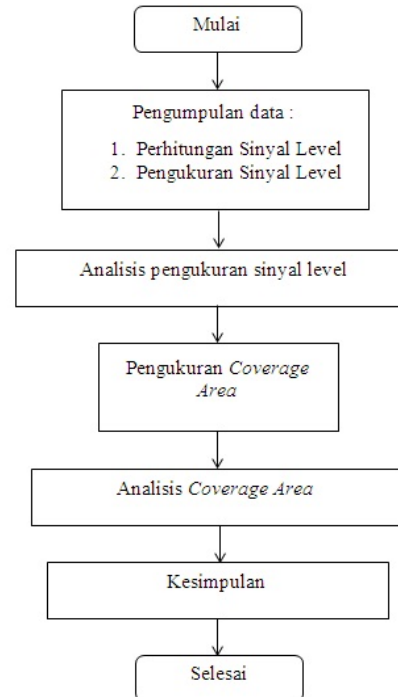 Mulai
Pengumpulan data :
1. Perhitungan Sinyal Level
2. Pengukuran Sinyal Level
Analisis pengukuran sinyal level
Pengukuran Coverage
Area
Analisis Coverage Area
Kesimpulan
Selesai